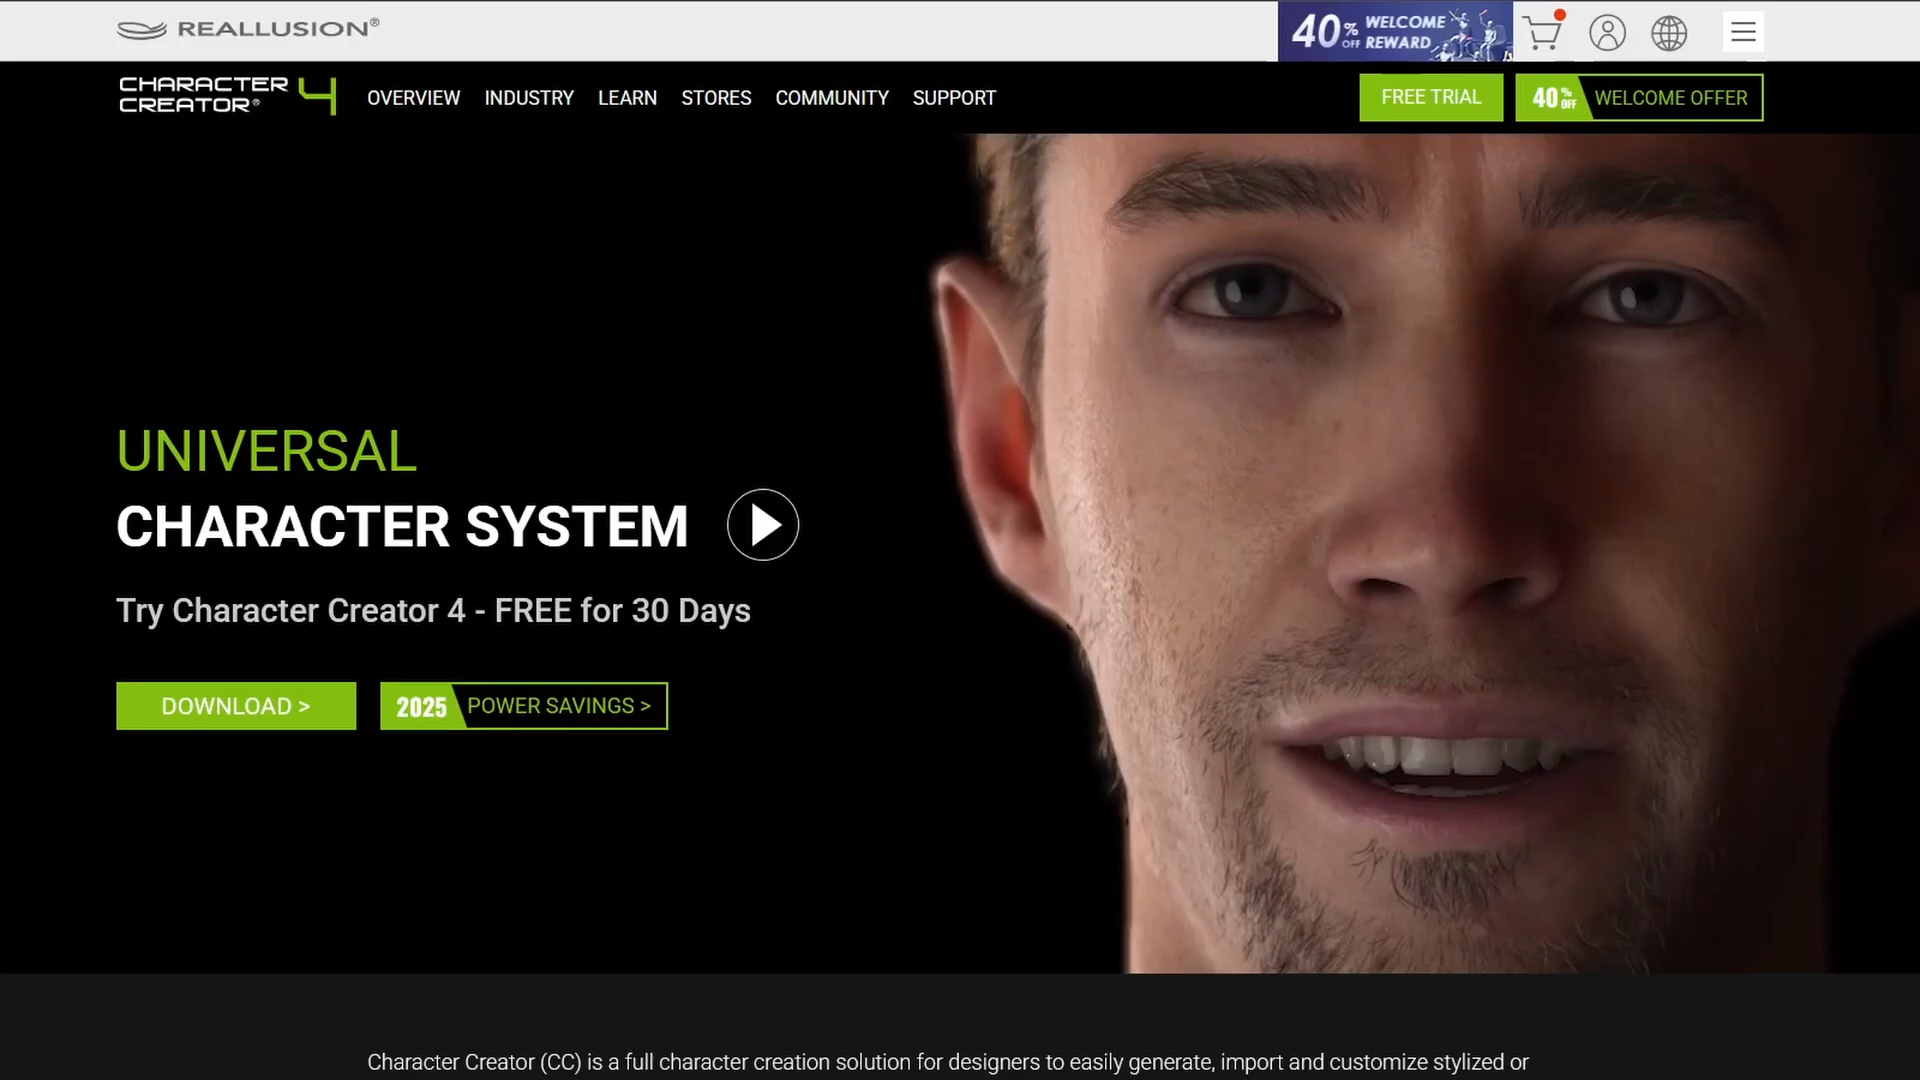 REALLUSION®
40% OFF WELCOME REWARD
CHARACTER CREATOR® 4
OVERVIEW INDUSTRY LEARN STORES COMMUNITY SUPPORT
FREE TRIAL
40% OFF WELCOME OFFER
UNIVERSAL
CHARACTER SYSTEM
Try Character Creator 4 - FREE for 30 Days
DOWNLOAD >
2025 POWER SAVINGS >
Character Creator (CC) is a full character creation solution for designers to easily generate, import and customize stylized or